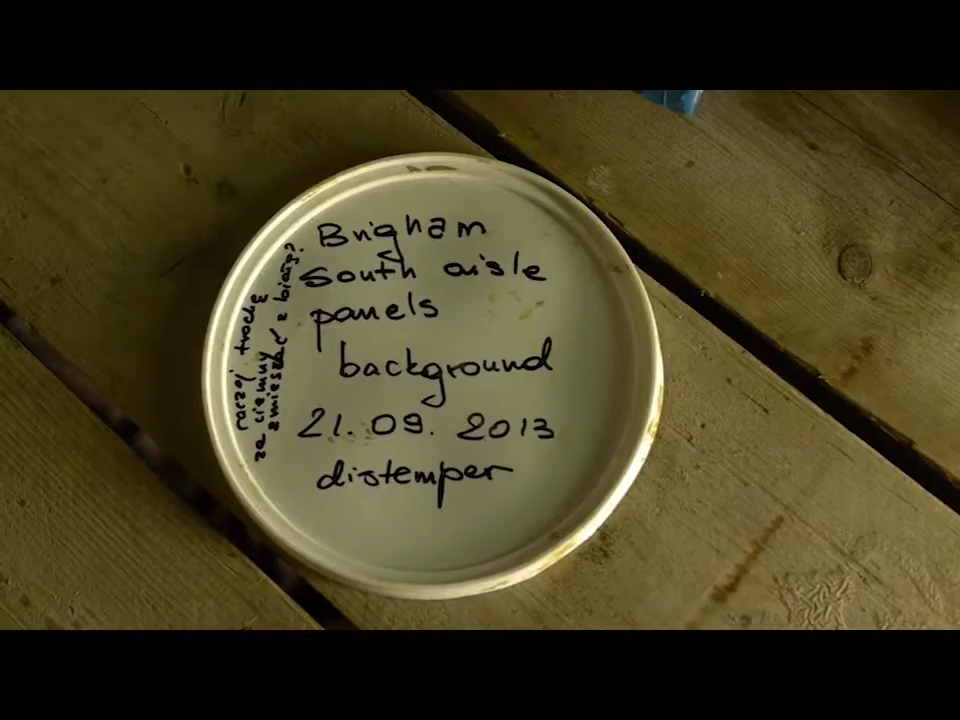 Brigham
South aisle
panels
background
21. 09. 2013
distemper
raczej trochę
za ciemny
zmieszać z białą?